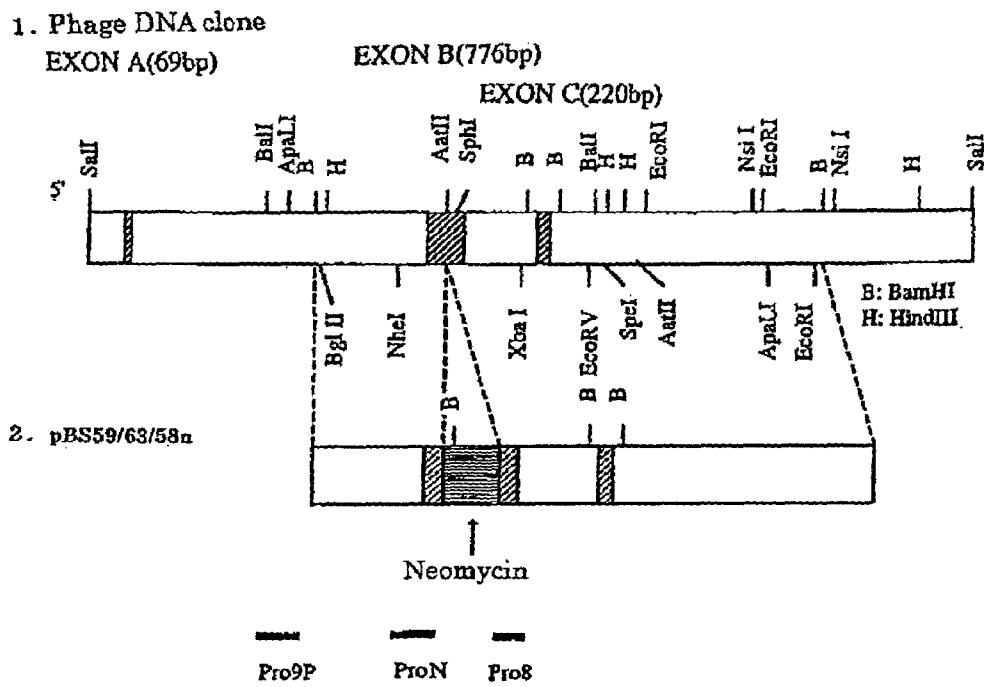 1. Phage DNA clone
EXON A(69bp)
EXON B(776bp)
EXON C(220bp)
SalI
BalI
ApaLI
B
H
AatII
SphI
B
B
BalI
H
H
EcoRI
Nsi I
EcoRI
B
Nsi I
H
SalI
5'
Bgl II
NheI
Xba I
EcoRV
SpeI
AatII
ApaLI
EcoRI
B: BamHI
H: HindIII
2. pBS59/63/58n
B
B
B
Neomycin
Pro9P
ProN
Pro8